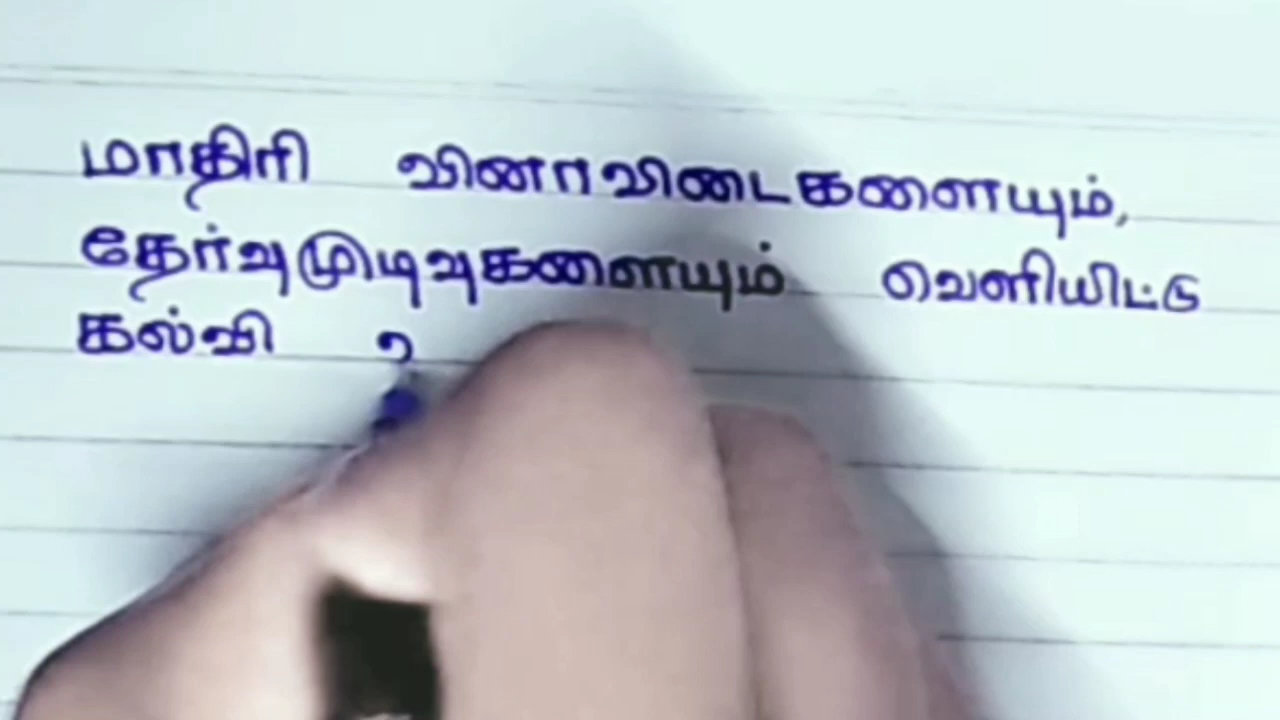 மாதிரி வினாவிடைகளையும்,
தேர்வுமுடிவுகளையும் வெளியிட்டு
கல்வி